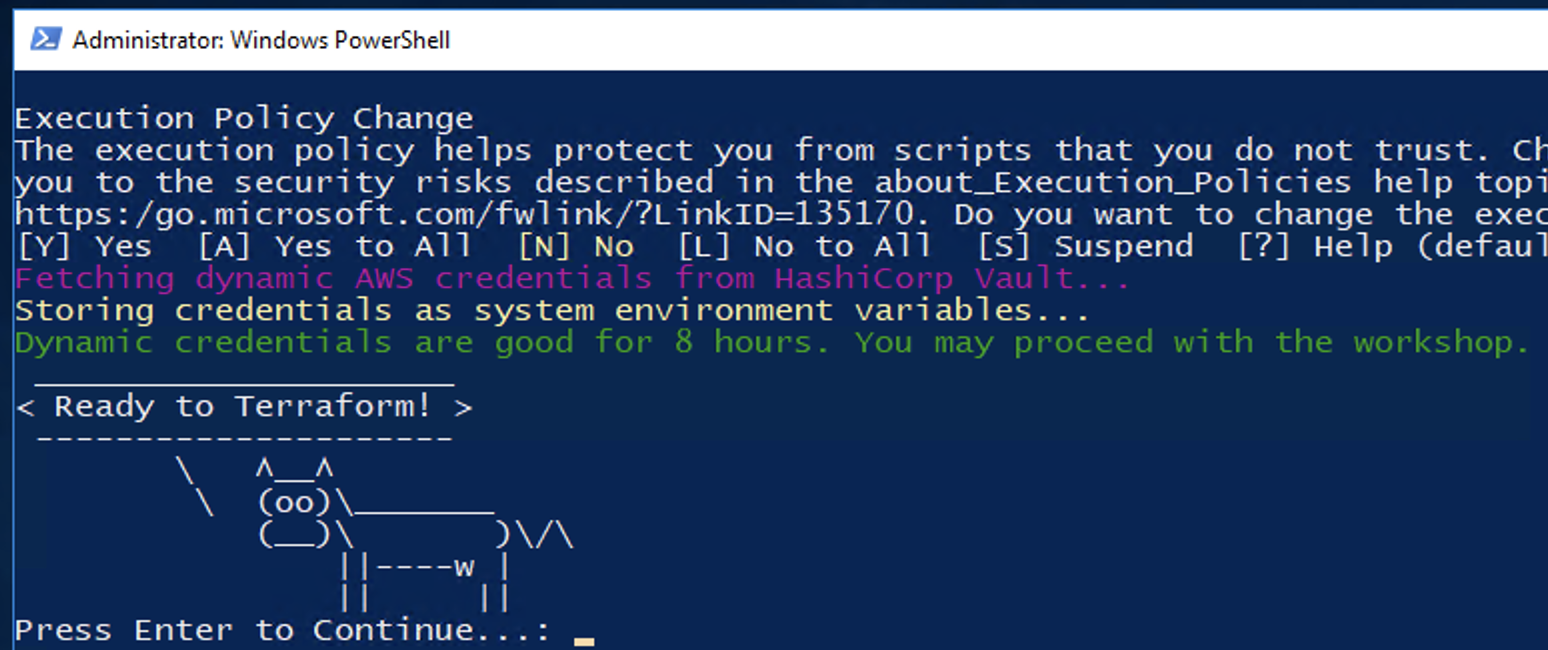 Administrator: Windows PowerShell
Execution Policy Change
The execution policy helps protect you from scripts that you do not trust. Ch
you to the security risks described in the about_Execution_Policies help topi
https:/go.microsoft.com/fwlink/?LinkID=135170. Do you want to change the exec
[Y] Yes  [A] Yes to All  [N] No  [L] No to All  [S] Suspend  [?] Help (defaul
Fetching dynamic AWS credentials from HashiCorp Vault...
Storing credentials as system environment variables...
Dynamic credentials are good for 8 hours. You may proceed with the workshop.
 _____________________
< Ready to Terraform! >
 ---------------------
        \   ^__^
         \  (oo)\_______
            (__)\       )\/\
                ||----w |
                ||     ||
Press Enter to Continue...: